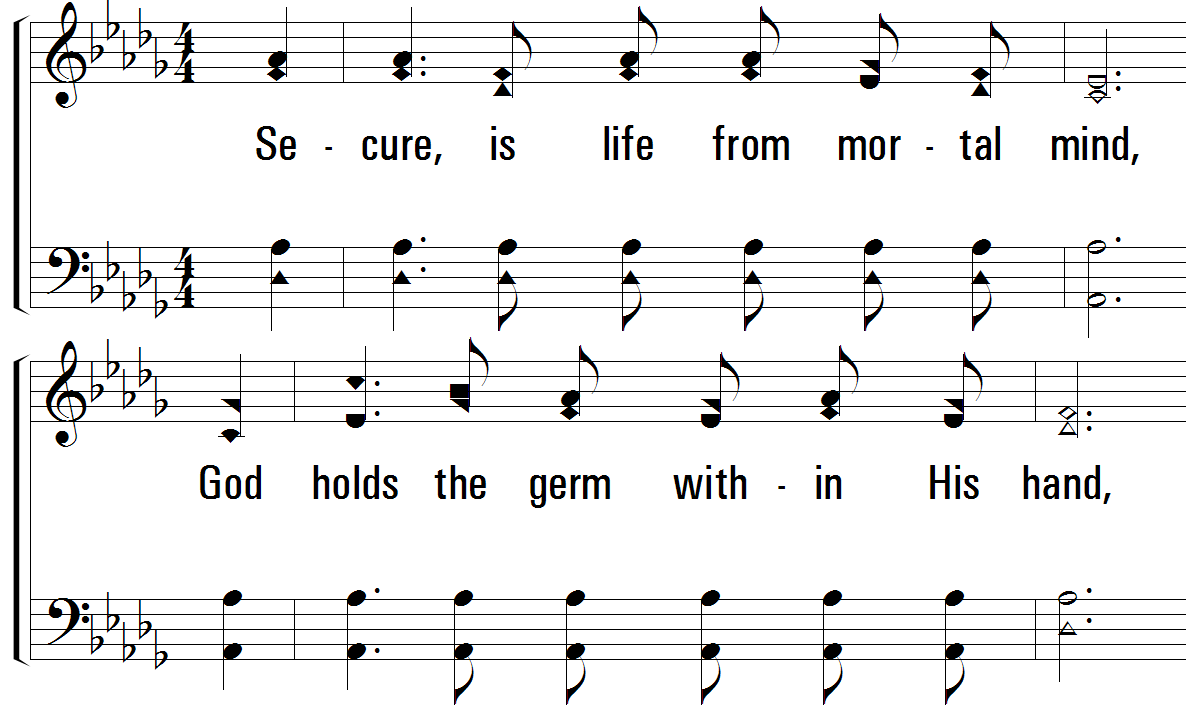 Se - cure, is life from mor - tal mind,
God holds the germ with - in His hand,